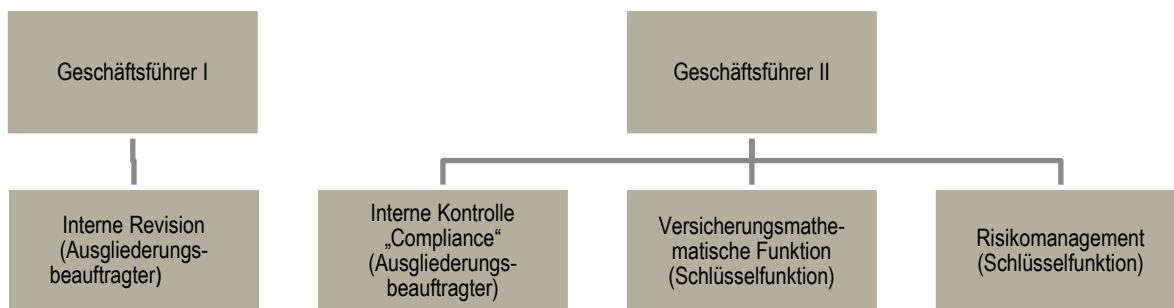 Geschäftsführer I
Geschäftsführer II
Interne Revision
(Ausgliederungs-
beauftragter)
Interne Kontrolle
„Compliance“
(Ausgliederungs-
beauftragter)
Versicherungsmathe-
matische Funktion
(Schlüsselfunktion)
Risikomanagement
(Schlüsselfunktion)